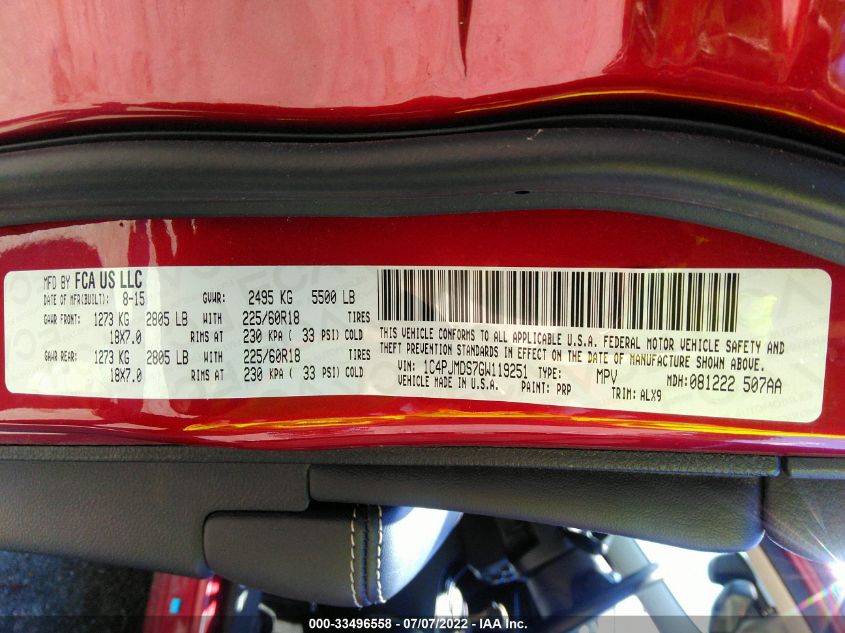 MFD BY FCA US LLC
DATE OF MFR(BUILT): 8-15 GVWR: 2495 KG 5500 LB
GAWR FRONT: 1273 KG 2805 LB WITH 225/60R18 TIRES
18X7.0 RIMS AT 230 KPA ( 33 PSI) COLD
GAWR REAR: 1273 KG 2805 LB WITH 225/60R18 TIRES
18X7.0 RIMS AT 230 KPA ( 33 PSI) COLD
THIS VEHICLE CONFORMS TO ALL APPLICABLE U.S.A. FEDERAL MOTOR VEHICLE SAFETY AND
THEFT PREVENTION STANDARDS IN EFFECT ON THE DATE OF MANUFACTURE SHOWN ABOVE.
VIN: 1C4PJMDS7GW119251 TYPE: MPV MDH: 081222 507AA
VEHICLE MADE IN U.S.A. PAINT: PRP TRIM: ALX9
000-33496558 - 07/07/2022 - IAAI.com, Inc.